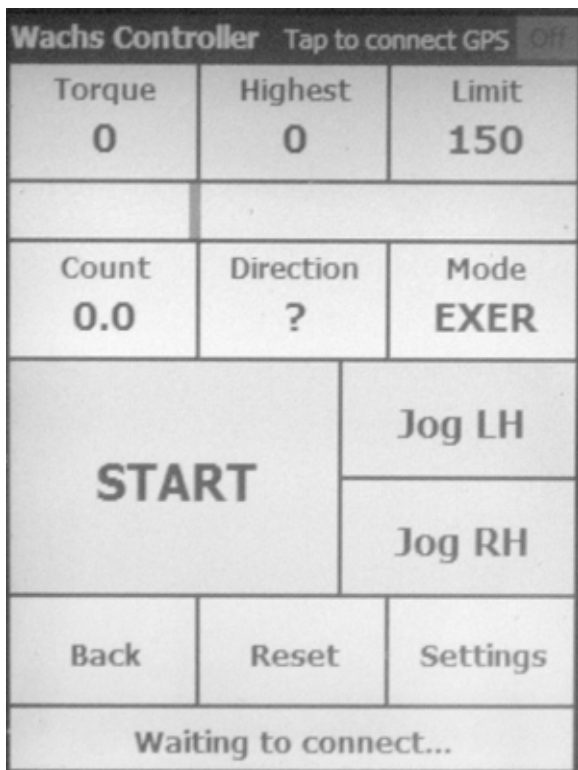 Wachs Controller Tap to connect GPS Off
Torque Highest Limit
0 0 150
Count Direction Mode
0.0 ? EXER
Jog LH
START
Jog RH
Back Reset Settings
Waiting to connect...